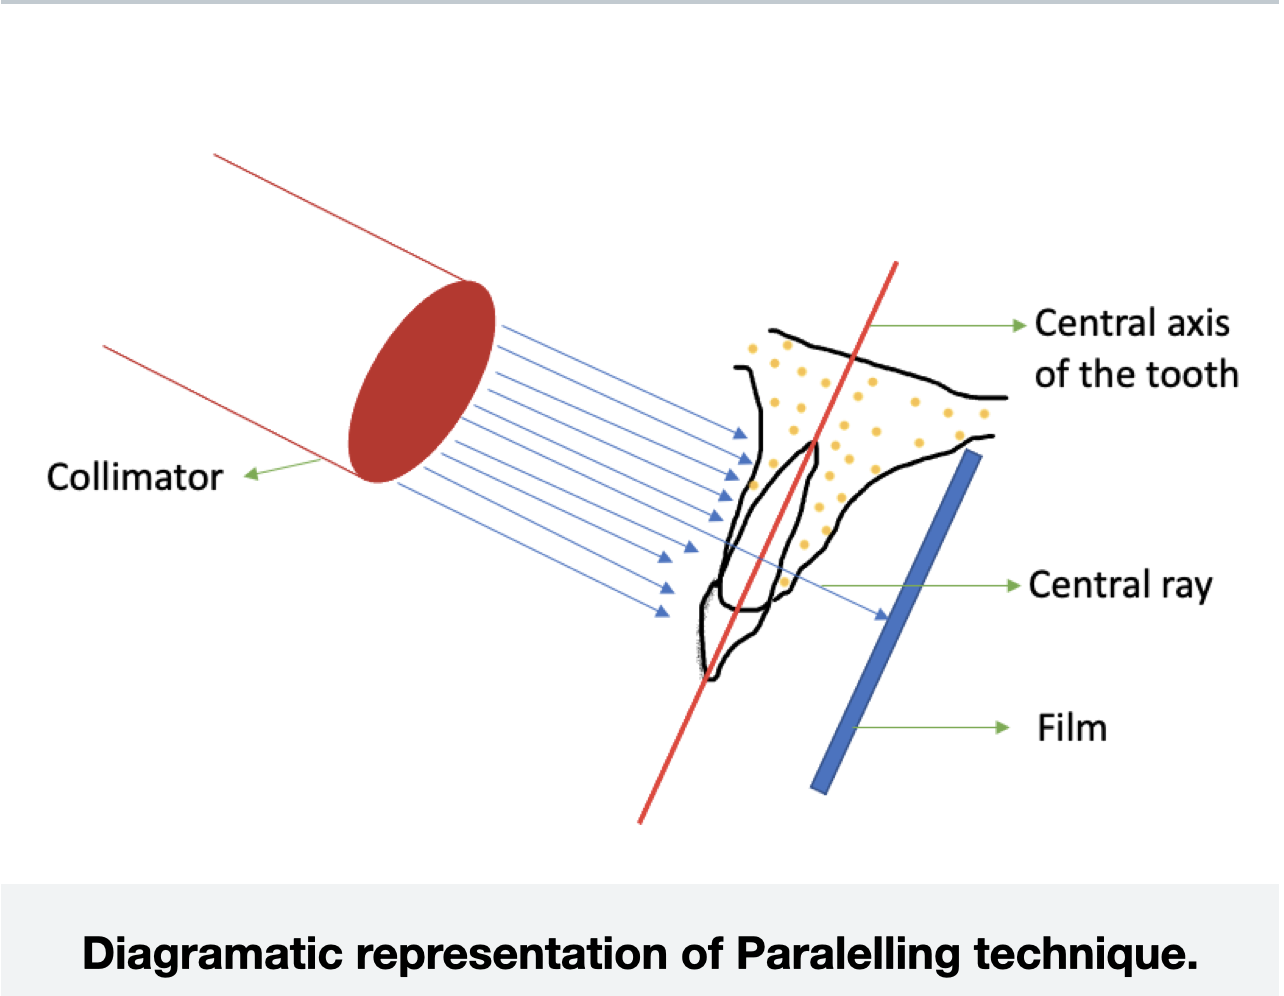 Central axis
of the tooth
Collimator
Central ray
Film
Diagramatic representation of Paralelling technique.